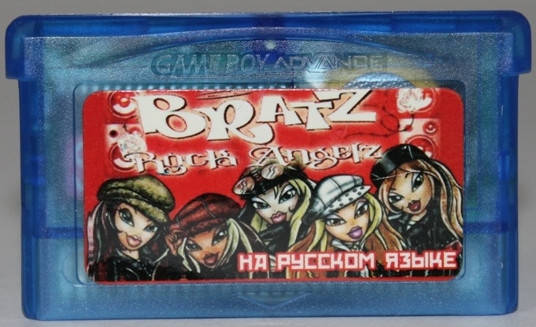 GAME BOY ADVANCE
BRATZ
Rock Angelz
НА РУССКОМ ЯЗЫКЕ